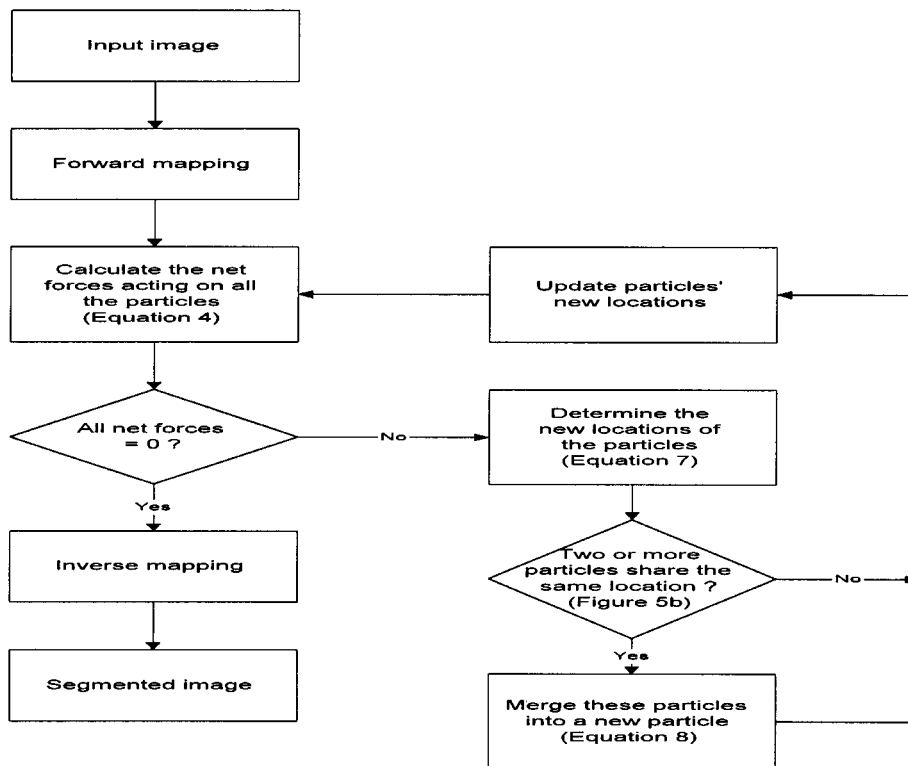 Input image
Forward mapping
Calculate the net
forces acting on all
the particles
(Equation 4)
Update particles'
new locations
All net forces
= 0 ?
No
Yes
Determine the
new locations of
the particles
(Equation 7)
Two or more
particles share the
same location ?
(Figure 5b)
No
Yes
Inverse mapping
Segmented image
Merge these particles
into a new particle
(Equation 8)